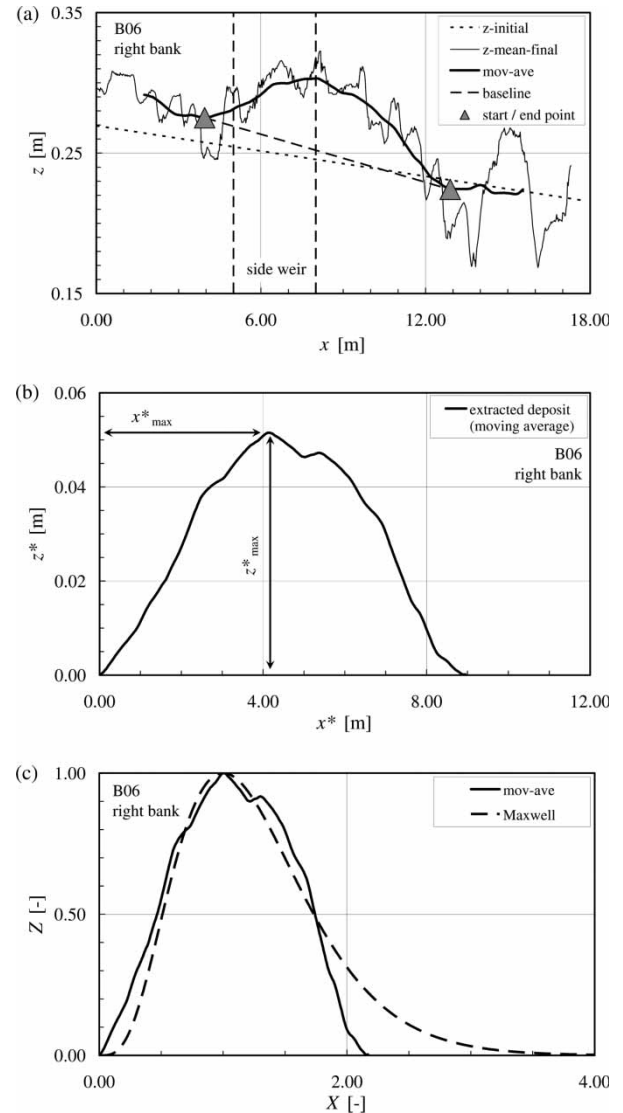 (a)
0.35
B06
right bank
z-initial
z-mean-final
mov-ave
baseline
start / end point
z [m]
0.25
side weir
0.15
0.00 6.00 12.00 18.00
x [m]
(b)
0.06
x*max
extracted deposit
(moving average)
B06
right bank
0.04
z* [m]
z*max
0.02
0.00
0.00 4.00 8.00 12.00
x* [m]
(c)
1.00
B06
right bank
mov-ave
Maxwell
Z [-]
0.50
0.00
0.00 2.00 4.00
X [-]